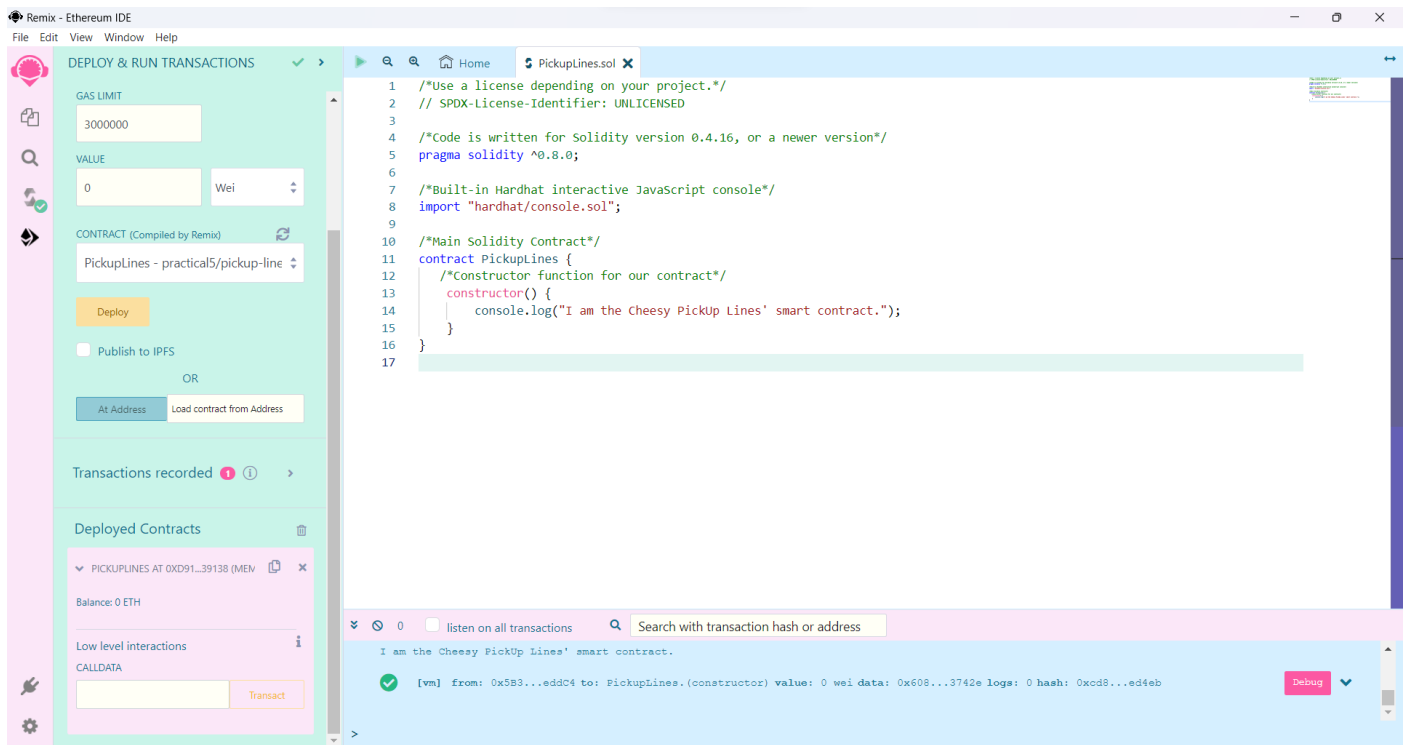 Remix - Ethereum IDE
File Edit View Window Help
DEPLOY & RUN TRANSACTIONS
GAS LIMIT
3000000
VALUE
0
Wei
CONTRACT (Compiled by Remix)
PickupLines - practical5/pickup-line
Deploy
Publish to IPFS
OR
At Address
Load contract from Address
Transactions recorded 1 i
Deployed Contracts
PICKUPLINES AT 0XD91...39138 (MEM
Balance: 0 ETH
Low level interactions i
CALLDATA
Transact
Home
PickupLines.sol
1 /*Use a license depending on your project.*/
2 // SPDX-License-Identifier: UNLICENSED
3
4 /*Code is written for Solidity version 0.4.16, or a newer version*/
5 pragma solidity ^0.8.0;
6
7 /*Built-in Hardhat interactive JavaScript console*/
8 import "hardhat/console.sol";
9
10 /*Main Solidity Contract*/
11 contract PickupLines {
12 /*Constructor function for our contract*/
13 constructor() {
14 console.log("I am the Cheesy PickUp Lines' smart contract.");
15 }
16 }
17
0
listen on all transactions
Search with transaction hash or address
I am the Cheesy PickUp Lines' smart contract.
[vm] from: 0x5B3...eddC4 to: PickupLines.(constructor) value: 0 wei data: 0x608...3742e logs: 0 hash: 0xcd8...ed4eb
Debug
>